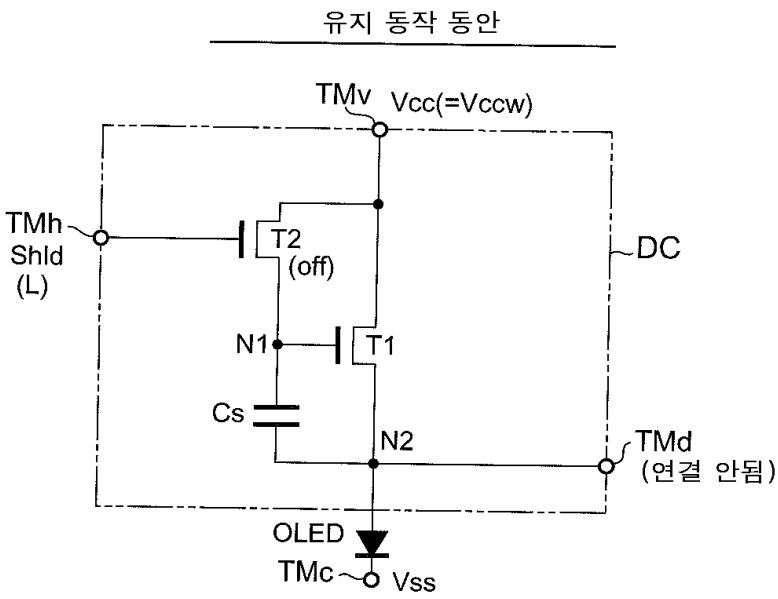 유지 동작 동안
TMv
Vcc(=Vccw)
TMh
Shld
(L)
T2
(off)
DC
N1
T1
Cs
N2
TMd
(연결 안됨)
OLED
TMc
Vss